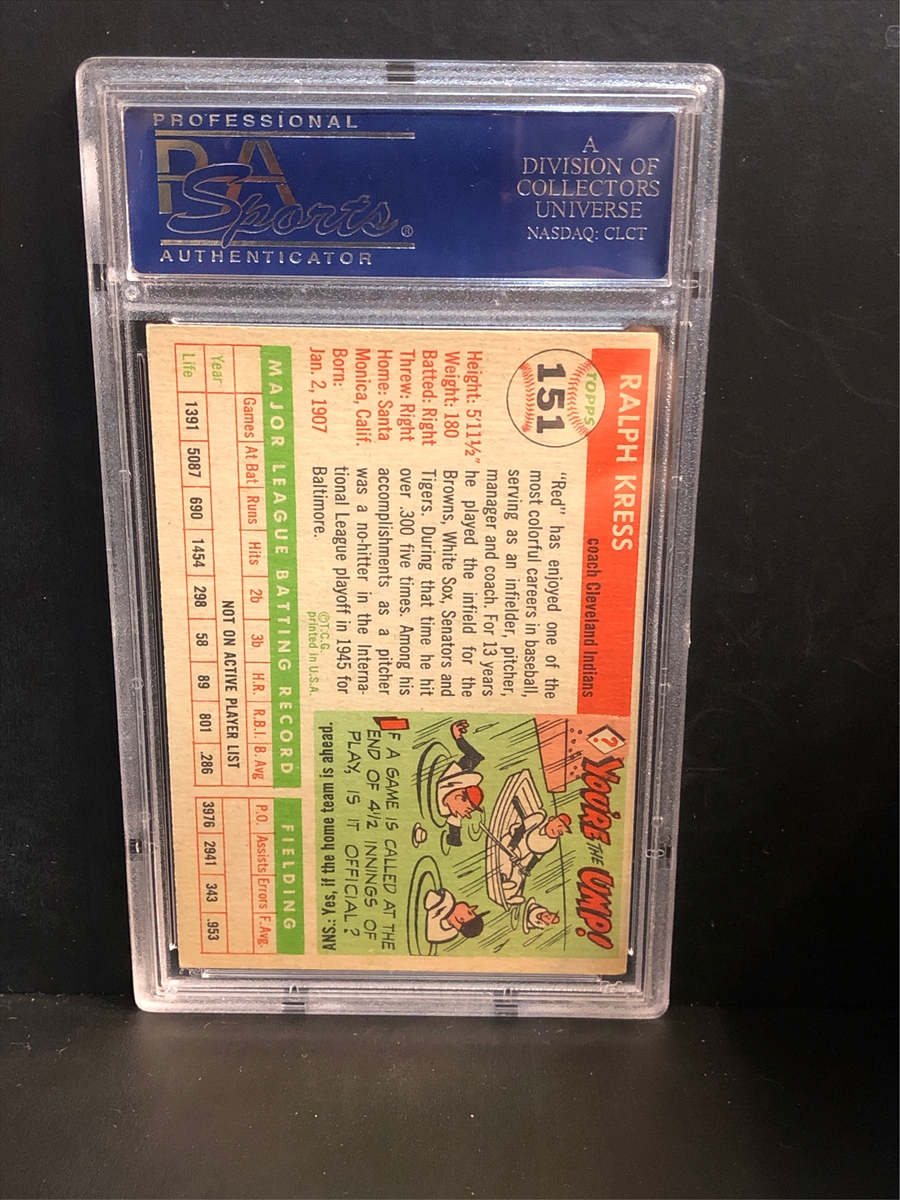 PROFESSIONAL
PSA
Sports®
AUTHENTICATOR
A
DIVISION OF
COLLECTORS
UNIVERSE
NASDAQ: CLCT
TOPPS
151
RALPH KRESS
coach Cleveland Indians
Height: 5'11½"
Weight: 180
Batted: Right
Threw: Right
Home: Santa
Monica, Calif.
Born:
Jan. 2, 1907
"Red" has enjoyed one of the
most colorful careers in baseball,
serving as an infielder, pitcher,
manager and coach. For 13 years
he played the infield for the
Browns, White Sox, Senators and
Tigers. During that time he hit
over .300 five times. Among his
accomplishments as a pitcher
was a no-hitter in the Interna-
tional League playoff in 1945 for
Baltimore.
©T.C.G.
printed in U.S.A.
? YOU'RE THE UMP!
IF A GAME IS CALLED AT THE
END OF 4½ INNINGS OF
PLAY, IS IT OFFICIAL?
ANS.: Yes, if the home team is ahead.
MAJOR LEAGUE BATTING RECORD
FIELDING
Games At Bat Runs Hits 2b 3b H.R. R.B.I. B. Avg P.O. Assists Errors F. Avg.
Year NOT ON ACTIVE PLAYER LIST
Life 1391 5087 690 1454 298 58 89 801 .286 3976 2941 343 .953